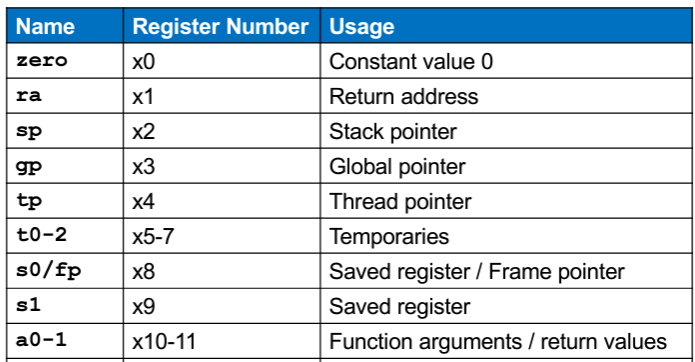 Name Register Number Usage
zero x0 Constant value 0
ra x1 Return address
sp x2 Stack pointer
gp x3 Global pointer
tp x4 Thread pointer
t0-2 x5-7 Temporaries
s0/fp x8 Saved register / Frame pointer
s1 x9 Saved register
a0-1 x10-11 Function arguments / return values